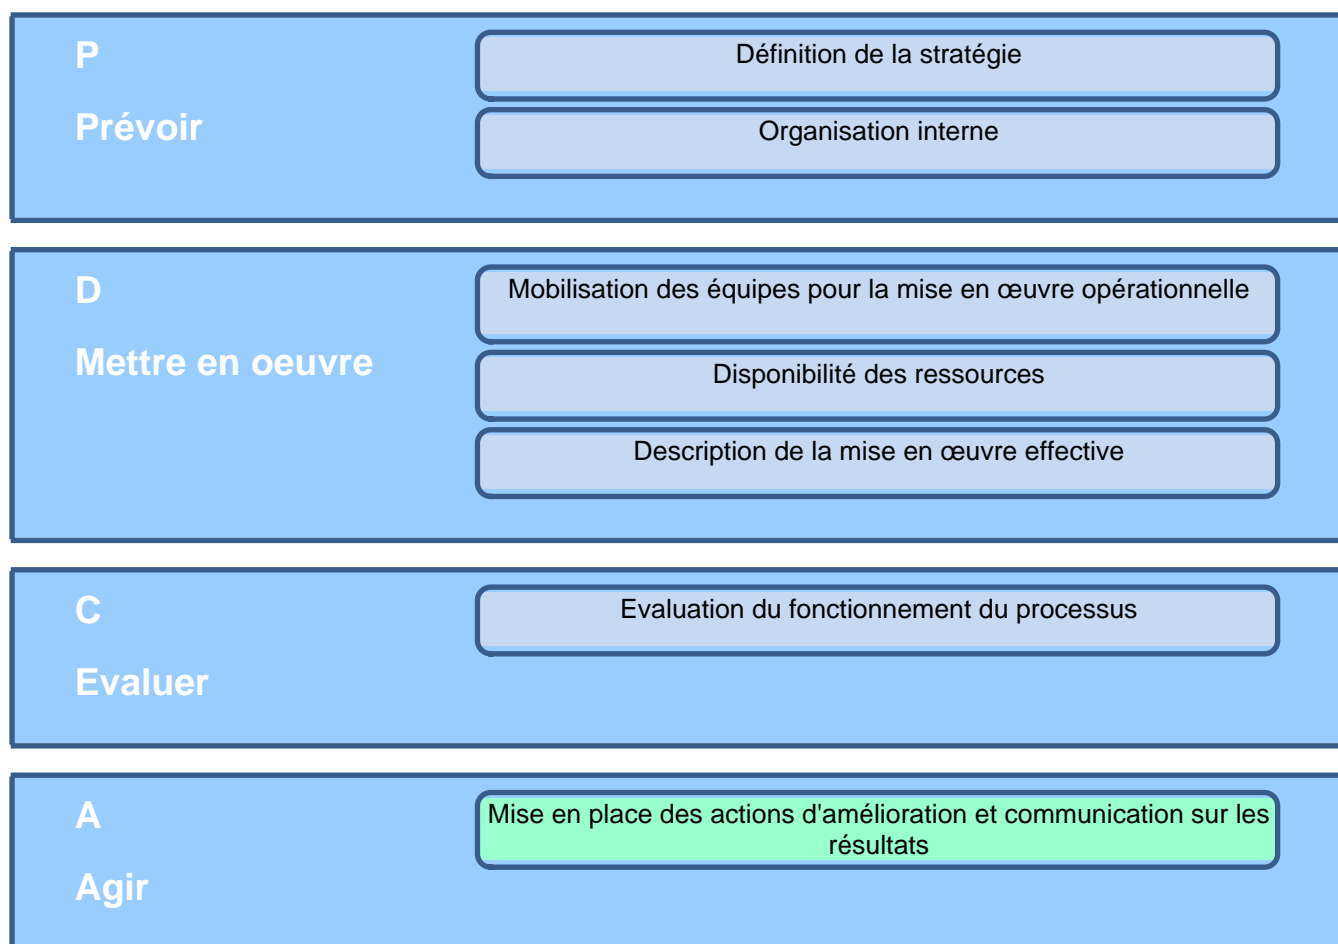 P
Prévoir
Définition de la stratégie
Organisation interne
D
Mettre en oeuvre
Mobilisation des équipes pour la mise en œuvre opérationnelle
Disponibilité des ressources
Description de la mise en œuvre effective
C
Evaluer
Evaluation du fonctionnement du processus
A
Agir
Mise en place des actions d'amélioration et communication sur les
résultats